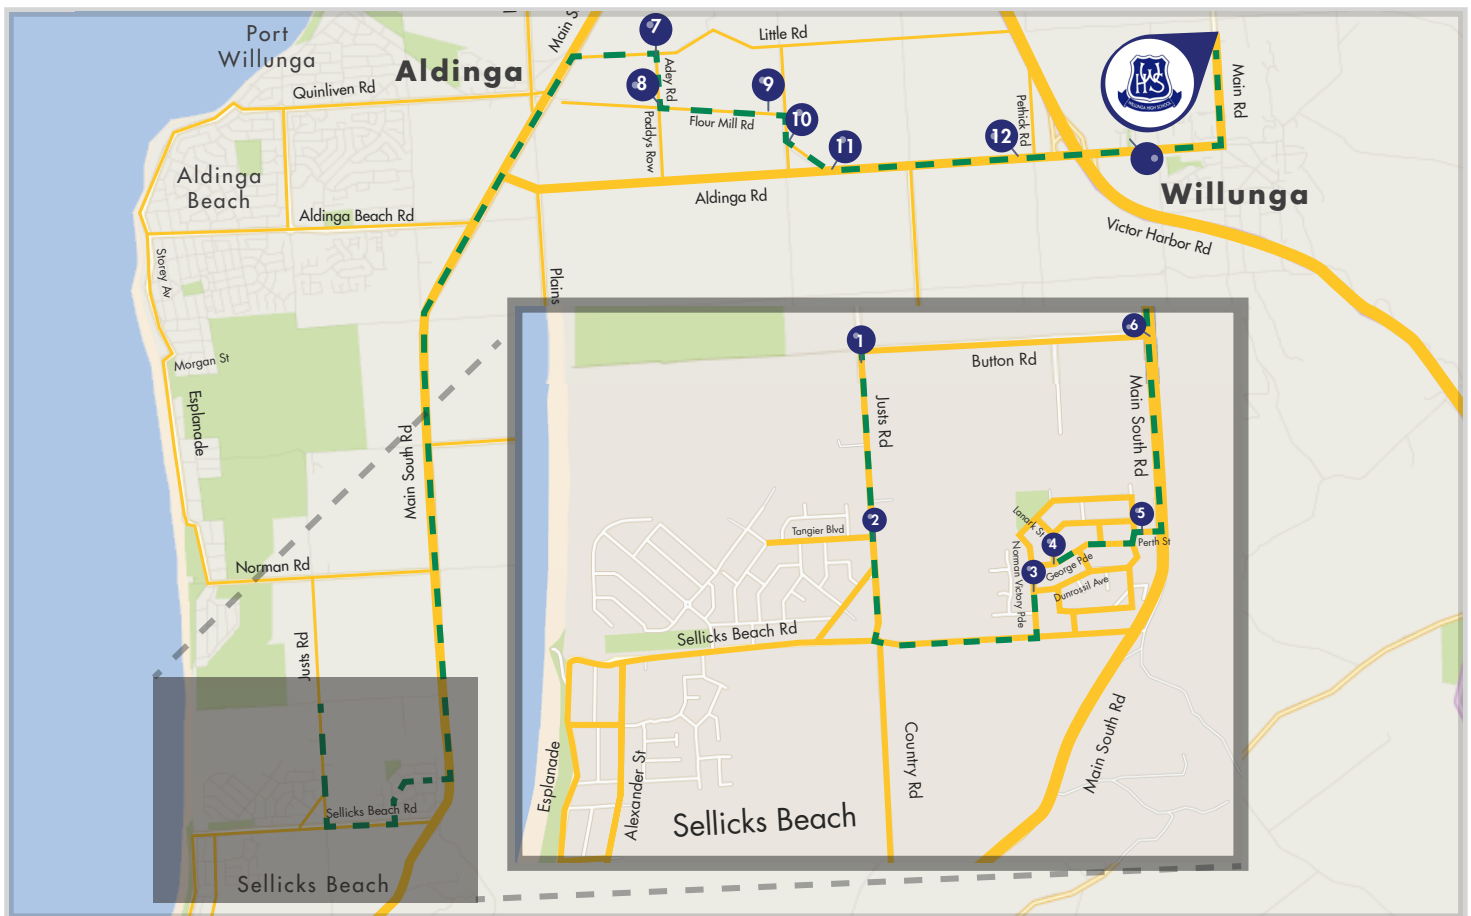 Port
Willunga
Main S
7
Little Rd
Aldinga
Quinliven Rd
8
Adey Rd
9
Main Rd
WHS
WILLUNGA HIGH SCHOOL
Paddys Row
Flour Mill Rd
10
Pethick Rd
12
11
Aldinga
Beach
Aldinga Rd
Willunga
Aldinga Beach Rd
Victor Harbor Rd
Storey Av
Plains
Morgan St
Esplanade
Main South Rd
Norman Rd
Justs Rd
Sellicks Beach Rd
Sellicks Beach
1
6
Button Rd
Justs Rd
Main South Rd
2
Tangier Blvd
Lanark St
5
4
Perth St
3
George Pde
Norman Victory Pde
Dunrossil Ave
Sellicks Beach Rd
Esplanade
Alexander St
Country Rd
Main South Rd
Sellicks Beach